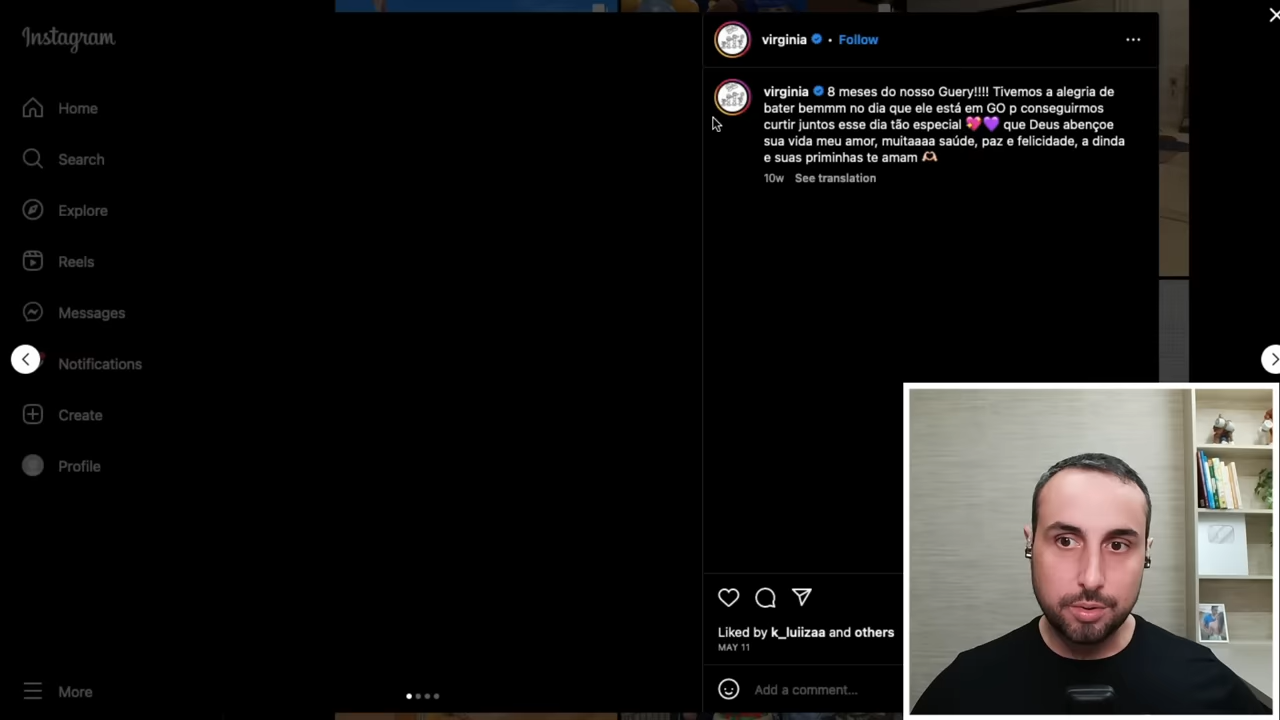 Instagram
Home
Search
Explore
Reels
Messages
Notifications
Create
Profile
More
virginia • Follow
virginia 8 meses do nosso Guery!!!! Tivemos a alegria de
bater bemmm no dia que ele está em GO p conseguirmos
curtir juntos esse dia tão especial 💖💜 que Deus abençoe
sua vida meu amor, muitaaaa saúde, paz e felicidade, a dinda
e suas priminhas te amam 🫶🏼
10w See translation
Liked by k_luiizaa and others
MAY 11
Add a comment...